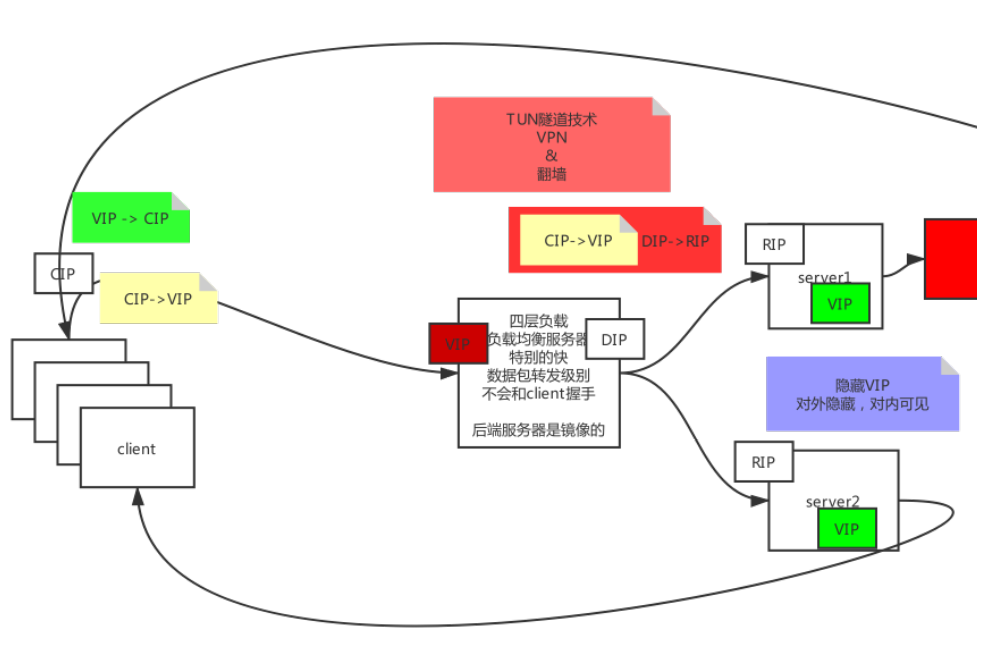 TUN隧道技术
VPN
&
翻墙
VIP -> CIP
CIP->VIP
DIP->RIP
RIP
server1
VIP
CIP
CIP->VIP
四层负载
负载均衡服务器
特别的快
数据包转发级别
不会和client握手
后端服务器是镜像的
VIP
DIP
隐藏VIP
对外隐藏，对内可见
client
RIP
server2
VIP